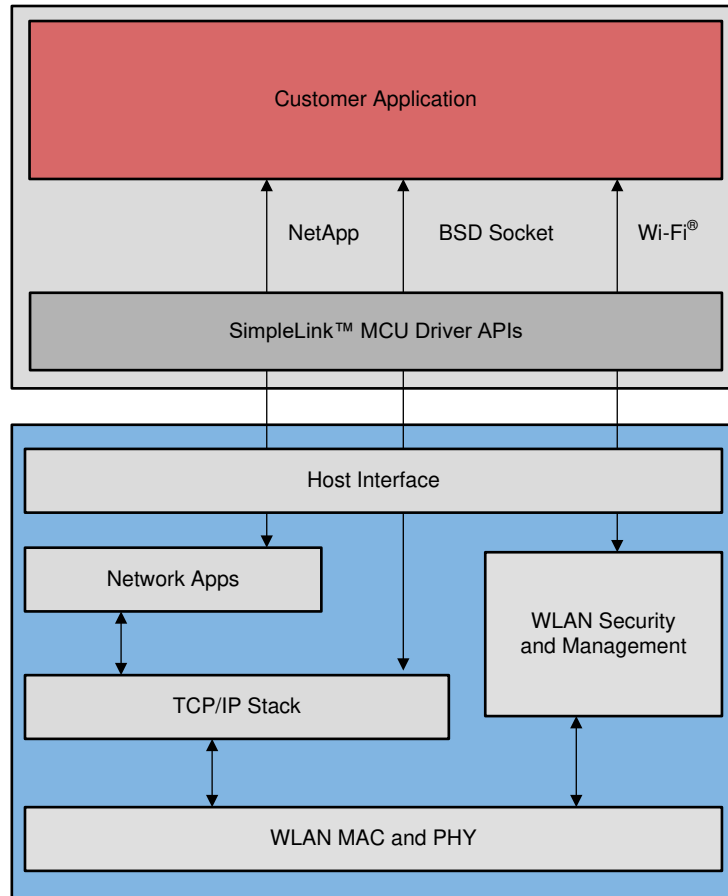 Customer Application
NetApp
BSD Socket
Wi-Fi®
SimpleLink™ MCU Driver APIs
Host Interface
Network Apps
WLAN Security
and Management
TCP/IP Stack
WLAN MAC and PHY